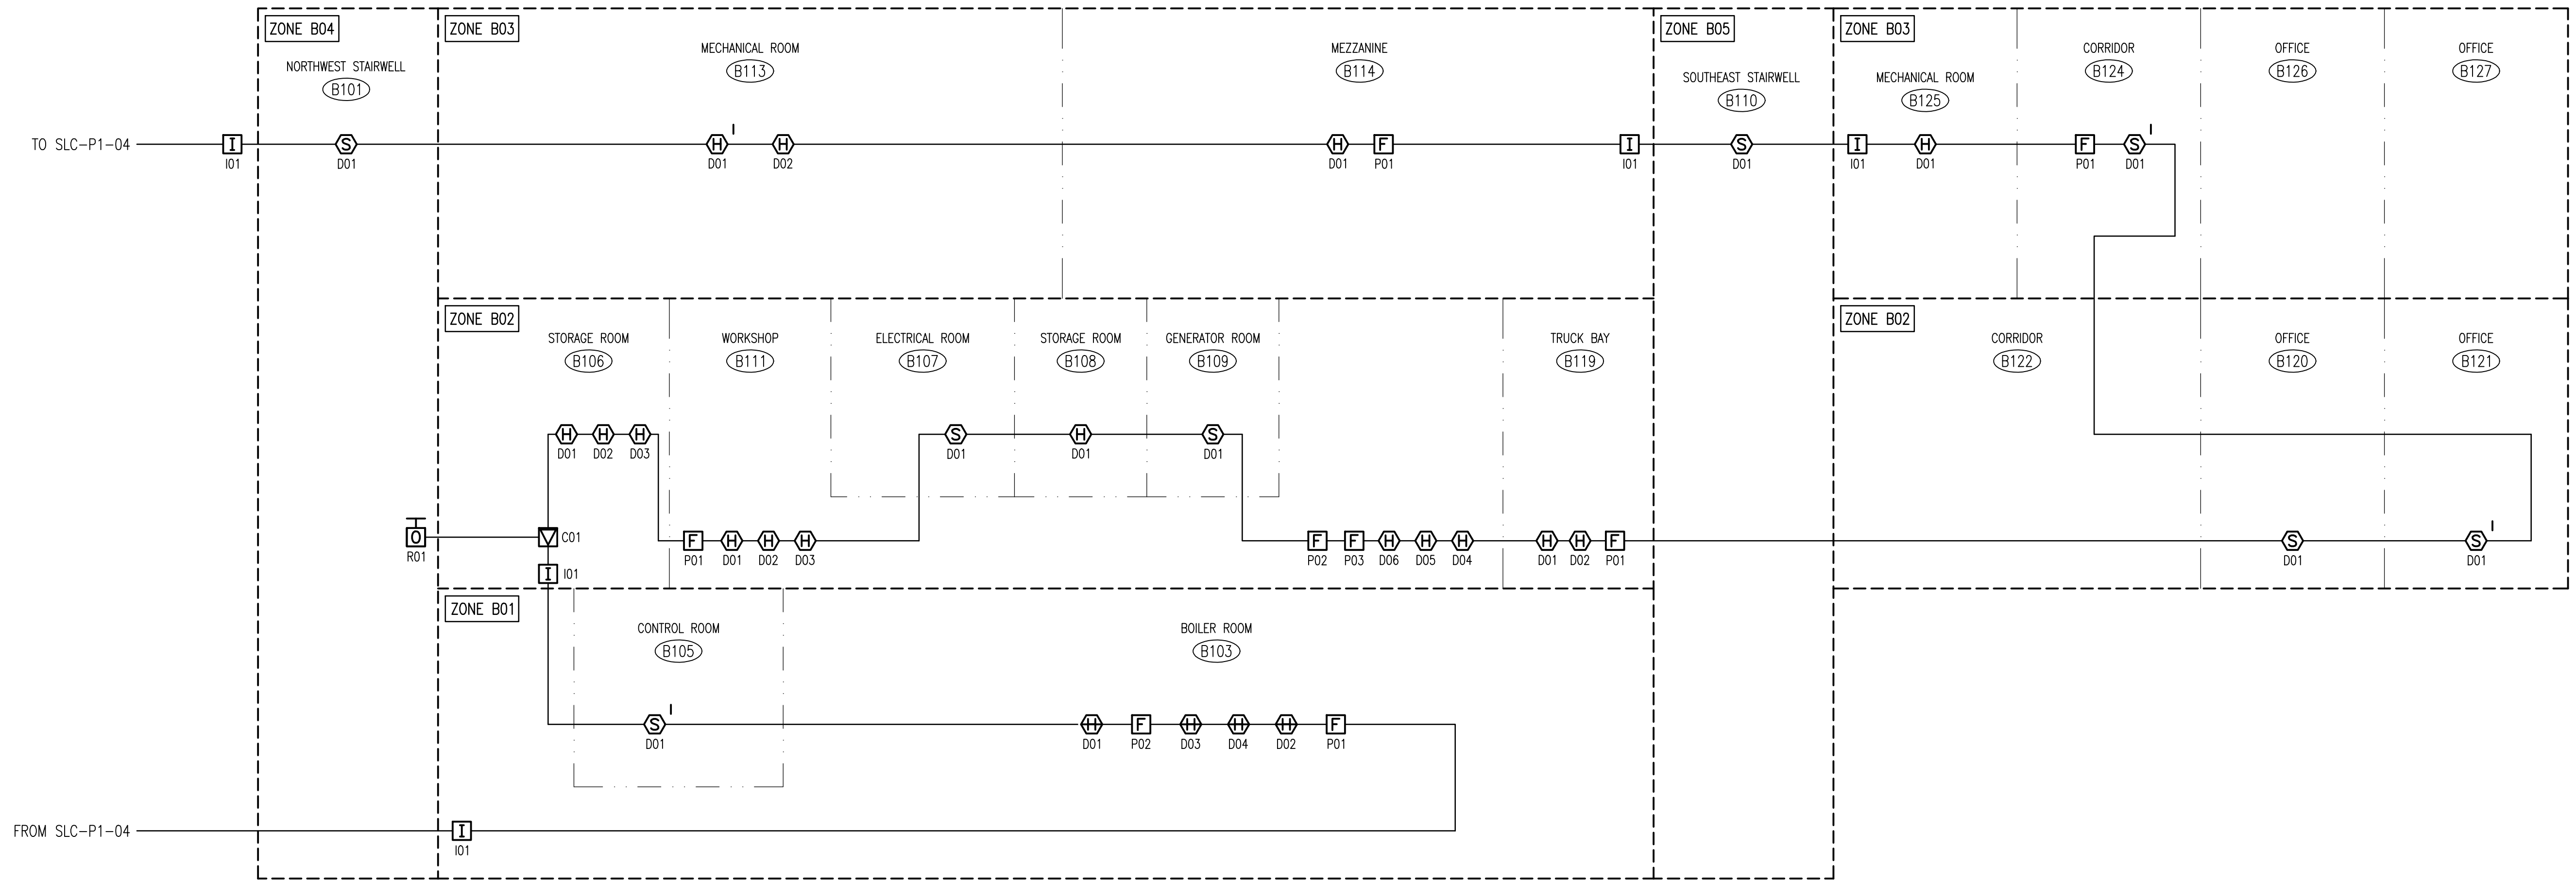 ZONE B04
ZONE B03
ZONE B05
ZONE B03
NORTHWEST STAIRWELL
B101
MECHANICAL ROOM
B113
MEZZANINE
B114
SOUTHEAST STAIRWELL
B110
MECHANICAL ROOM
B125
CORRIDOR
B124
OFFICE
B126
OFFICE
B127
TO SLC-P1-04
I S H I H H F I S I H F S I
I01 D01 D01 D02 D01 P01 I01 D01 I01 D01 P01 D01
ZONE B02
ZONE B02
STORAGE ROOM
B106
WORKSHOP
B111
ELECTRICAL ROOM
B107
STORAGE ROOM
B108
GENERATOR ROOM
B109
TRUCK BAY
B119
CORRIDOR
B122
OFFICE
B120
OFFICE
B121
H H H S H S
D01 D02 D03 D01 D01 D01
O C01 F H H H F F H H H H H F S S I
R01 P01 D01 D02 D03 P02 P03 D06 D05 D04 D01 D02 P01 D01 D01
I I01
ZONE B01
CONTROL ROOM
B105
BOILER ROOM
B103
S I H F H H H F
D01 D01 P02 D03 D04 D02 P01
FROM SLC-P1-04 I
I01